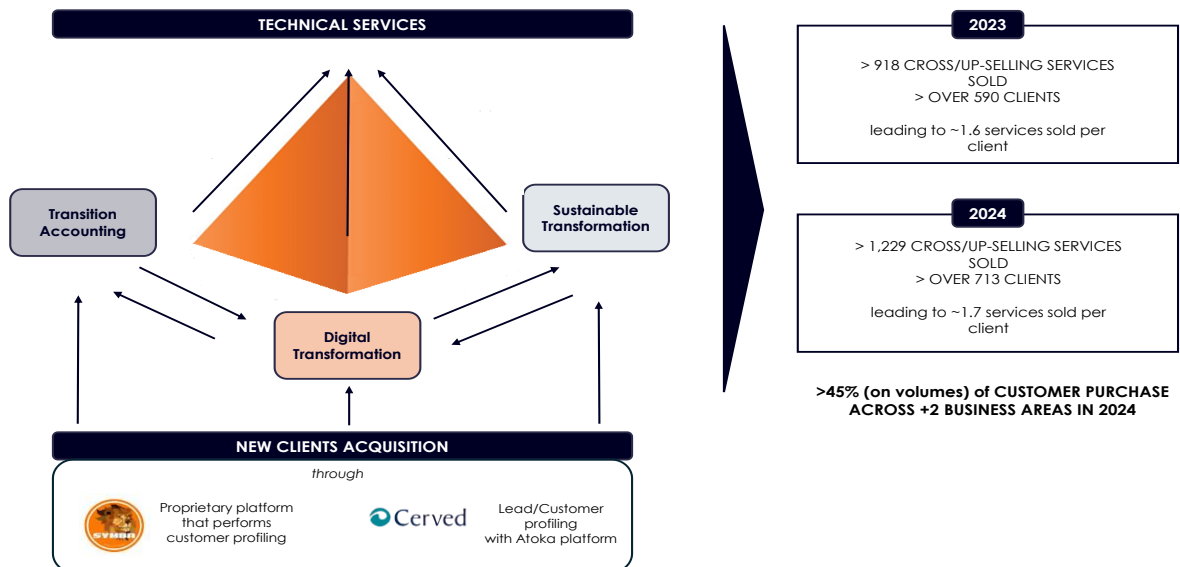 TECHNICAL SERVICES
Transition
Accounting
Sustainable
Transformation
Digital
Transformation
NEW CLIENTS ACQUISITION
through
SYMBA
Proprietary platform
that performs
customer profiling
Cerved
Lead/Customer
profiling
with Atoka platform
2023
> 918 CROSS/UP-SELLING SERVICES
SOLD
> OVER 590 CLIENTS
leading to ~1.6 services sold per
client
2024
> 1,229 CROSS/UP-SELLING SERVICES
SOLD
> OVER 713 CLIENTS
leading to ~1.7 services sold per
client
>45% (on volumes) of CUSTOMER PURCHASE
ACROSS +2 BUSINESS AREAS IN 2024